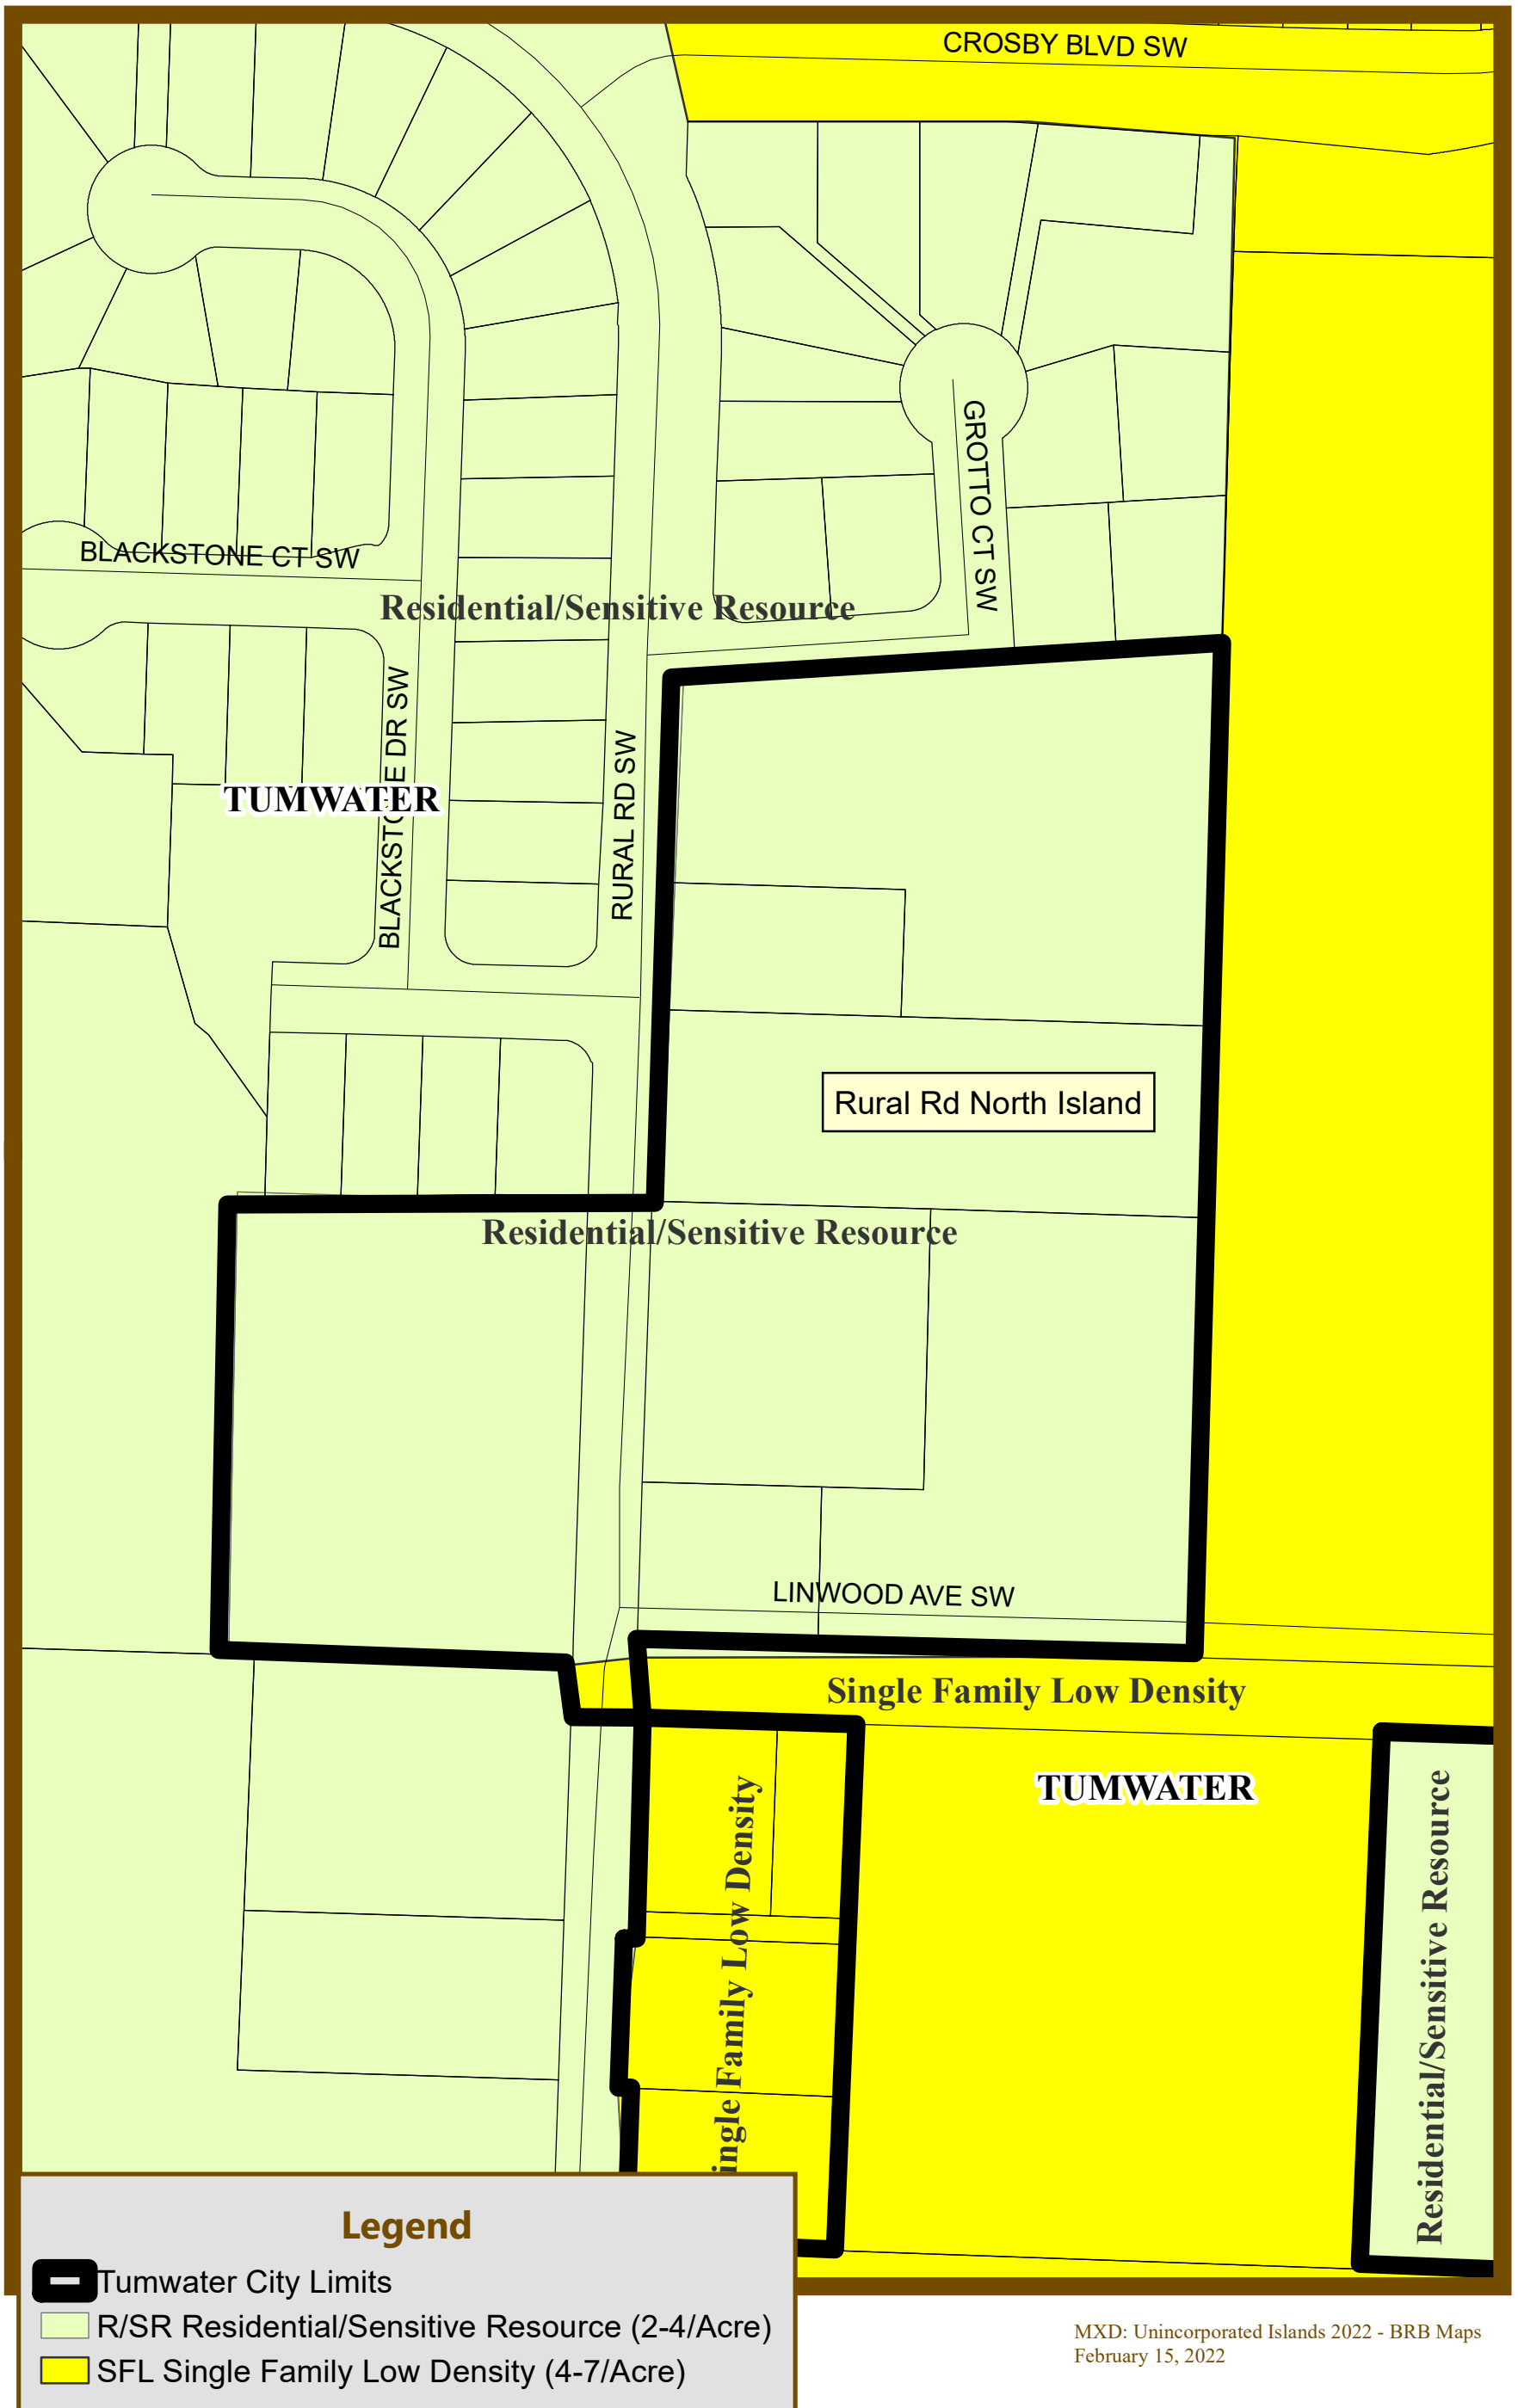 CROSBY BLVD SW
GROTTO CT SW
BLACKSTONE CT SW
Residential/Sensitive Resource
BLACKSTONE DR SW
TUMWATER
RURAL RD SW
Rural Rd North Island
Residential/Sensitive Resource
LINWOOD AVE SW
Single Family Low Density
TUMWATER
Single Family Low Density
Residential/Sensitive Resource
Legend
Tumwater City Limits
R/SR Residential/Sensitive Resource (2-4/Acre)
SFL Single Family Low Density (4-7/Acre)
MXD: Unincorporated Islands 2022 - BRB Maps
February 15, 2022